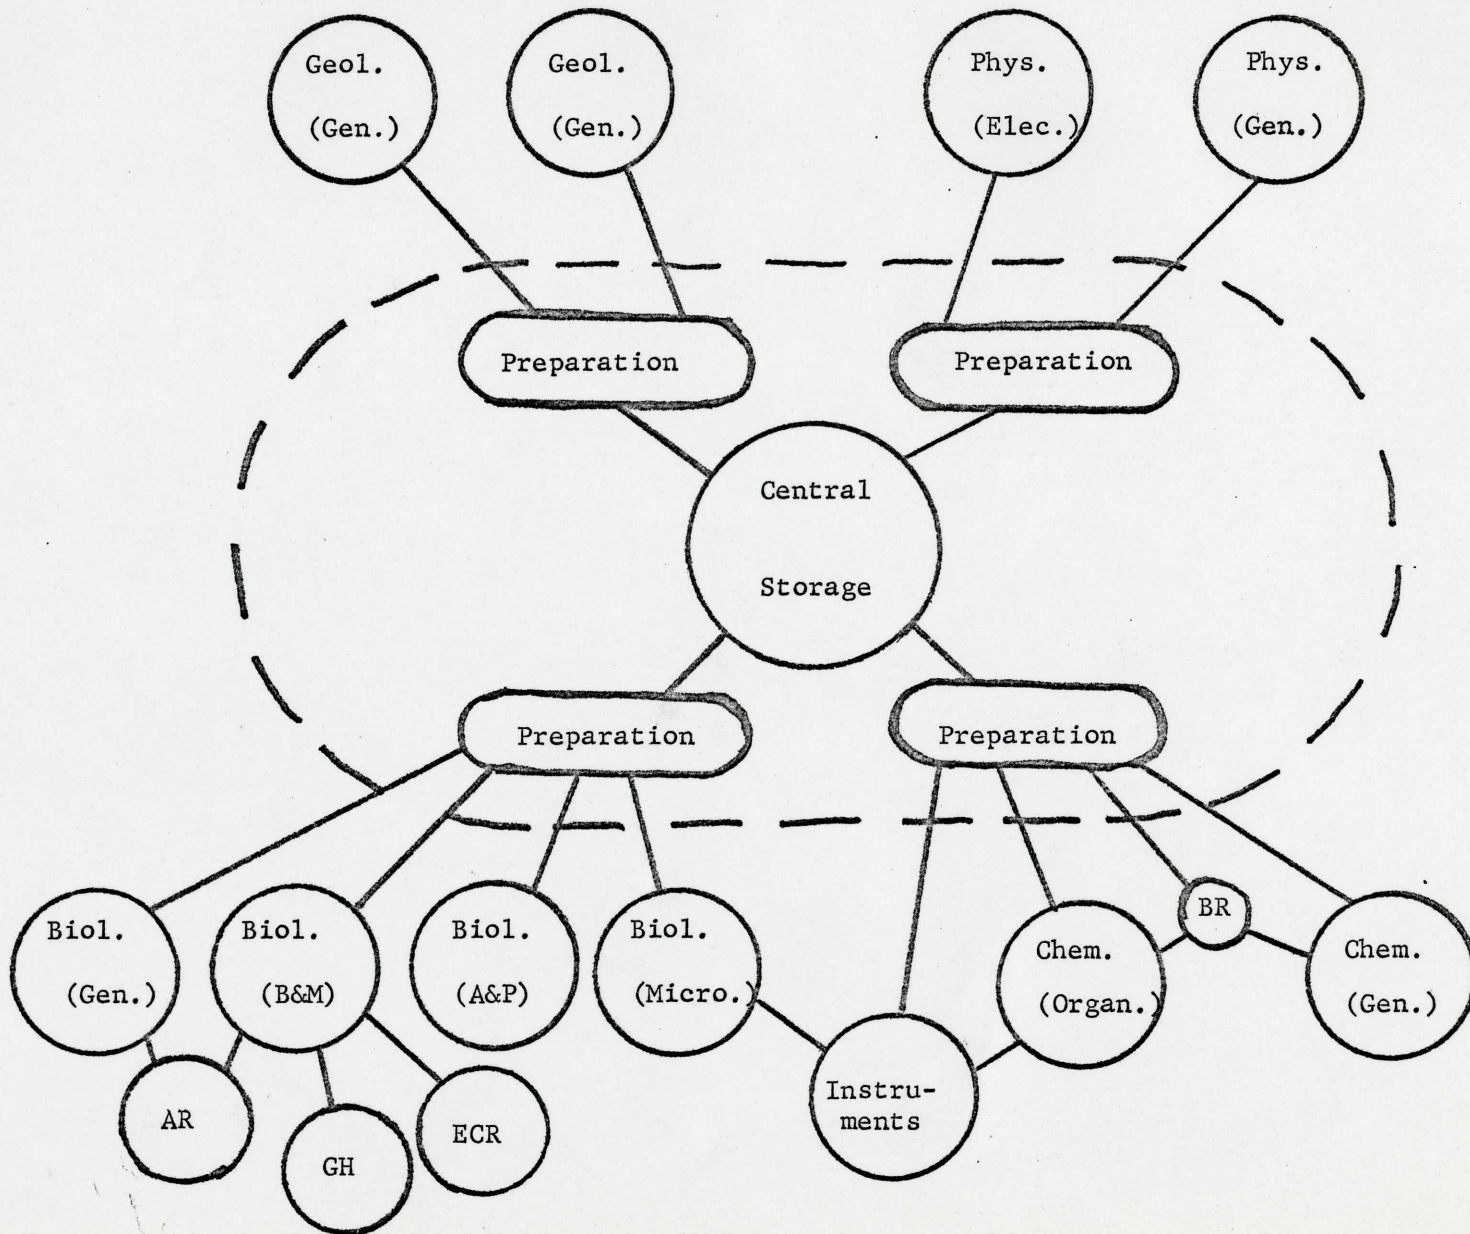 Geol.
(Gen.)
Geol.
(Gen.)
Phys.
(Elec.)
Phys.
(Gen.)
Preparation
Preparation
Central
Storage
Preparation
Preparation
Biol.
(Gen.)
Biol.
(B&M)
Biol.
(A&P)
Biol.
(Micro.)
Chem.
(Organ.)
BR
Chem.
(Gen.)
AR
GH
ECR
Instru-
ments